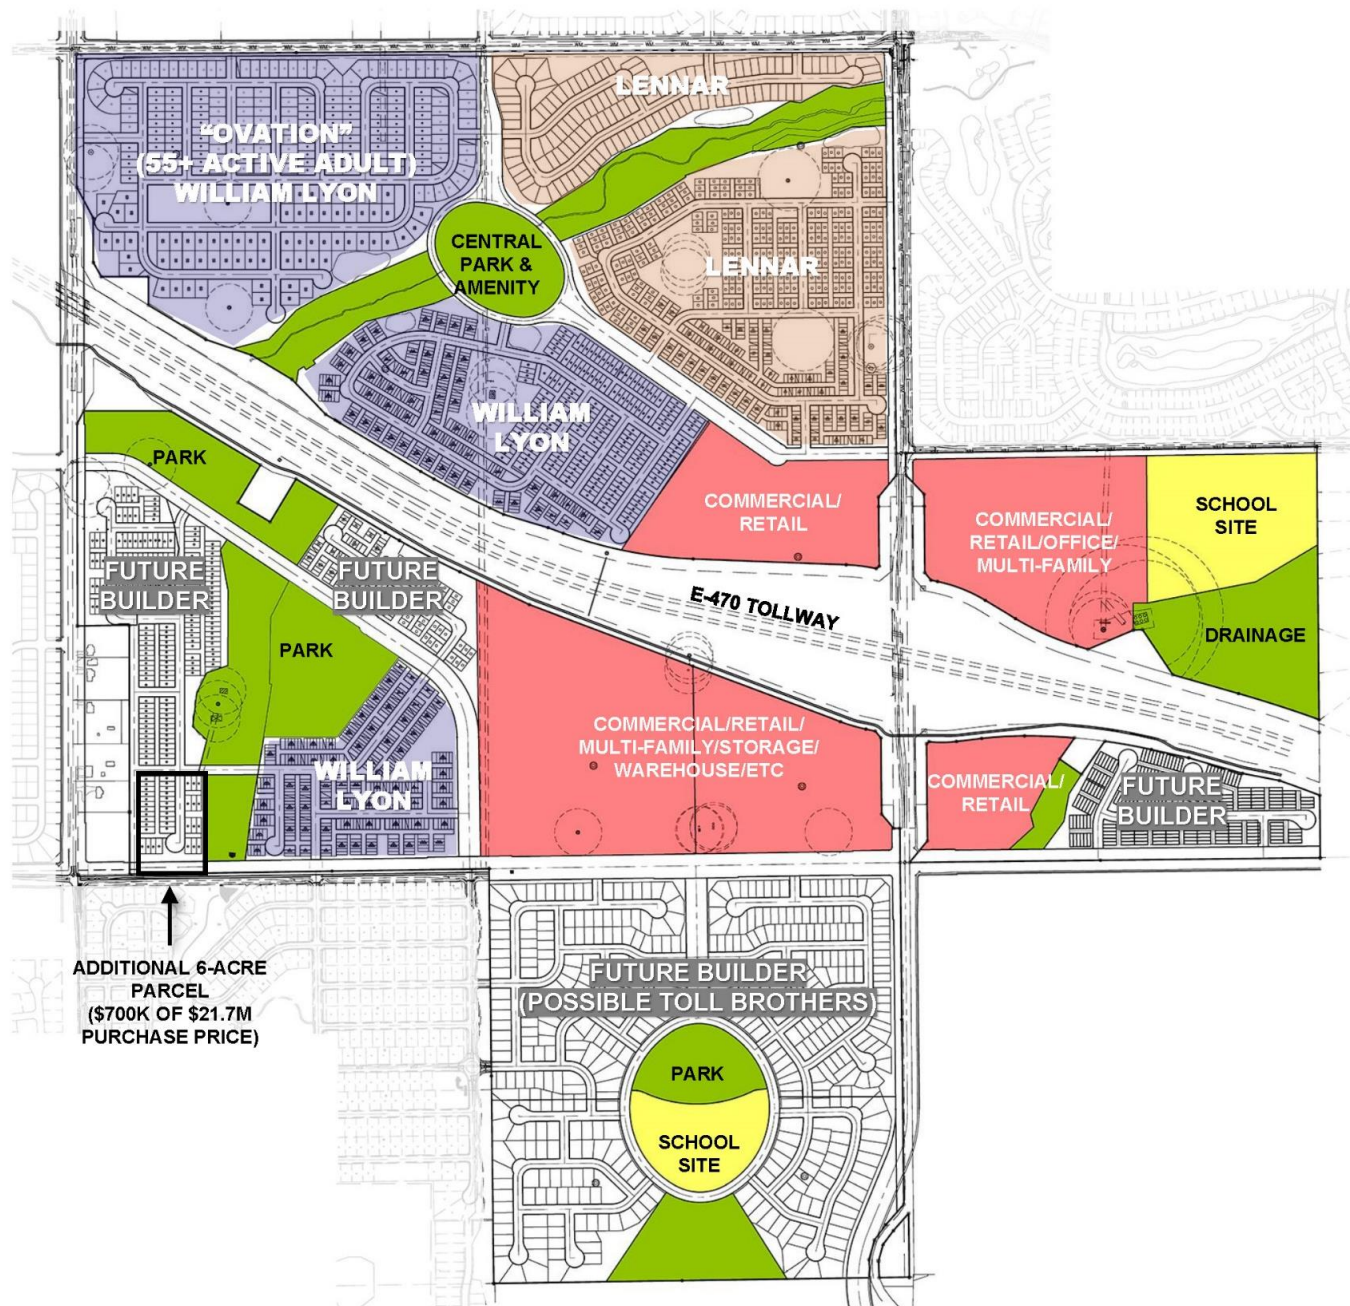 LENNAR
"OVATION"
(55+ ACTIVE ADULT)
WILLIAM LYON
CENTRAL
PARK &
AMENITY
LENNAR
WILLIAM
LYON
PARK
COMMERCIAL/
RETAIL
COMMERCIAL/
RETAIL/OFFICE/
MULTI-FAMILY
SCHOOL
SITE
FUTURE
BUILDER
FUTURE
BUILDER
E-470 TOLLWAY
DRAINAGE
PARK
COMMERCIAL/RETAIL/
MULTI-FAMILY/STORAGE/
WAREHOUSE/ETC
WILLIAM
LYON
COMMERCIAL/
RETAIL
FUTURE
BUILDER
ADDITIONAL 6-ACRE
PARCEL
($700K OF $21.7M
PURCHASE PRICE)
FUTURE BUILDER
(POSSIBLE TOLL BROTHERS)
PARK
SCHOOL
SITE